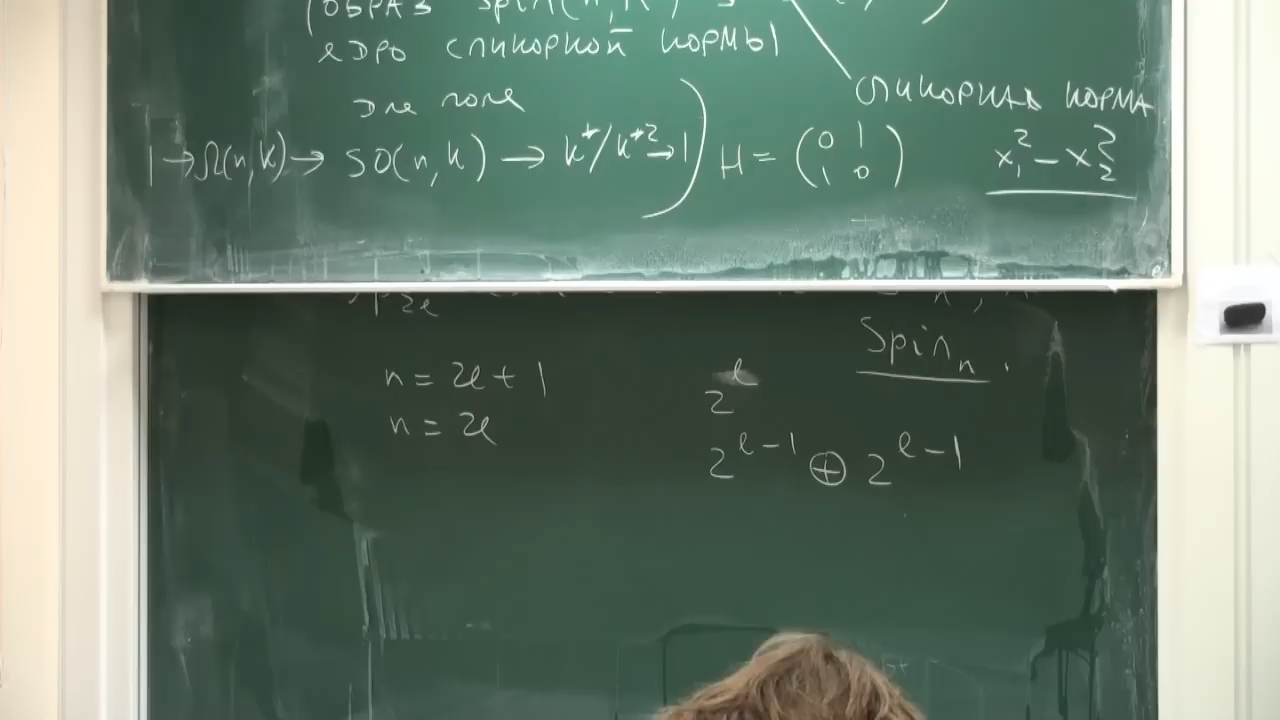 (ОБРАЗ Spin(n,K)
ядро спинорной нормы
для поля
спинорная норма
1 → Ω(n,K) → SO(n,K) → K*/K*² → 1) H = (0 1
1 0) x₁² - x₂²
Spin_n.
n = 2l + 1 2^l
n = 2l 2^{l-1} ⊕ 2^{l-1}